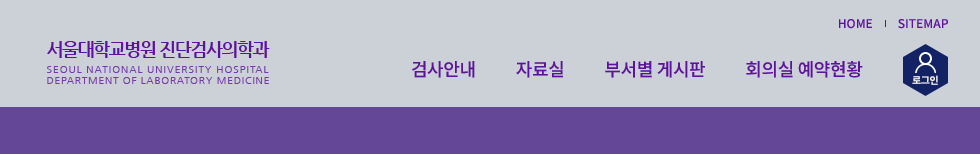 HOME | SITEMAP
서울대학교병원 진단검사의학과
SEOUL NATIONAL UNIVERSITY HOSPITAL
DEPARTMENT OF LABORATORY MEDICINE
검사안내 자료실 부서별 게시판 회의실 예약현황
로그인